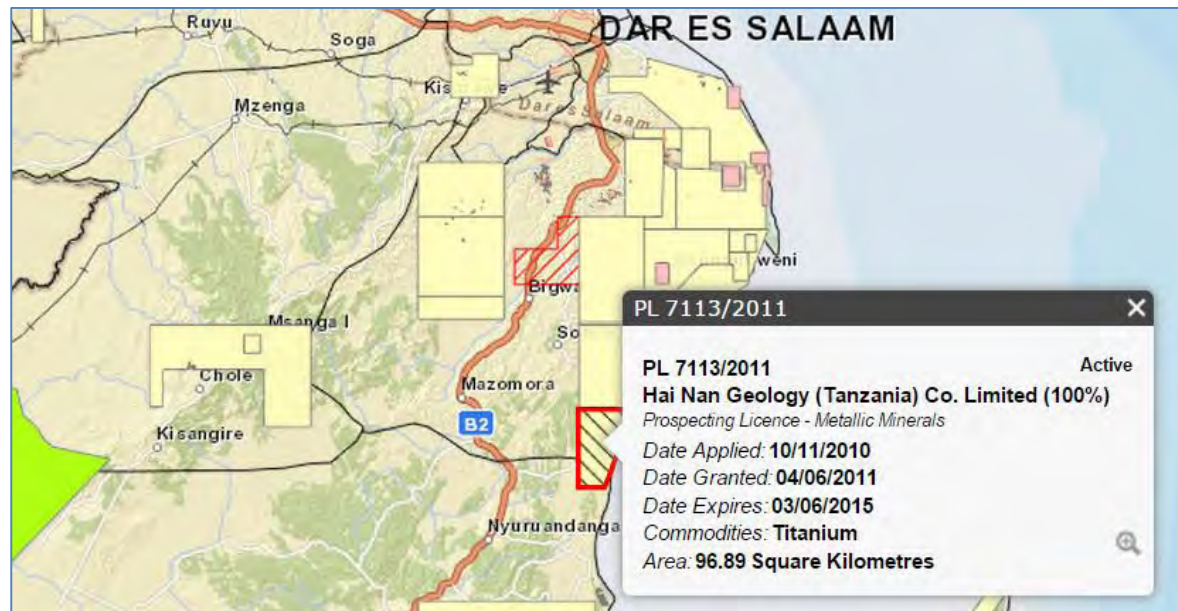 DAR ES SALAAM
Ruvu
Soga
Mzenga
Dar es Salaam
weni
Bigwa
Msanga I
Chole
Mazomora
Kisangire
B2
Nyuruandanga
PL 7113/2011
PL 7113/2011
Active
Hai Nan Geology (Tanzania) Co. Limited (100%)
Prospecting Licence - Metallic Minerals
Date Applied: 10/11/2010
Date Granted: 04/06/2011
Date Expires: 03/06/2015
Commodities: Titanium
Area: 96.89 Square Kilometres